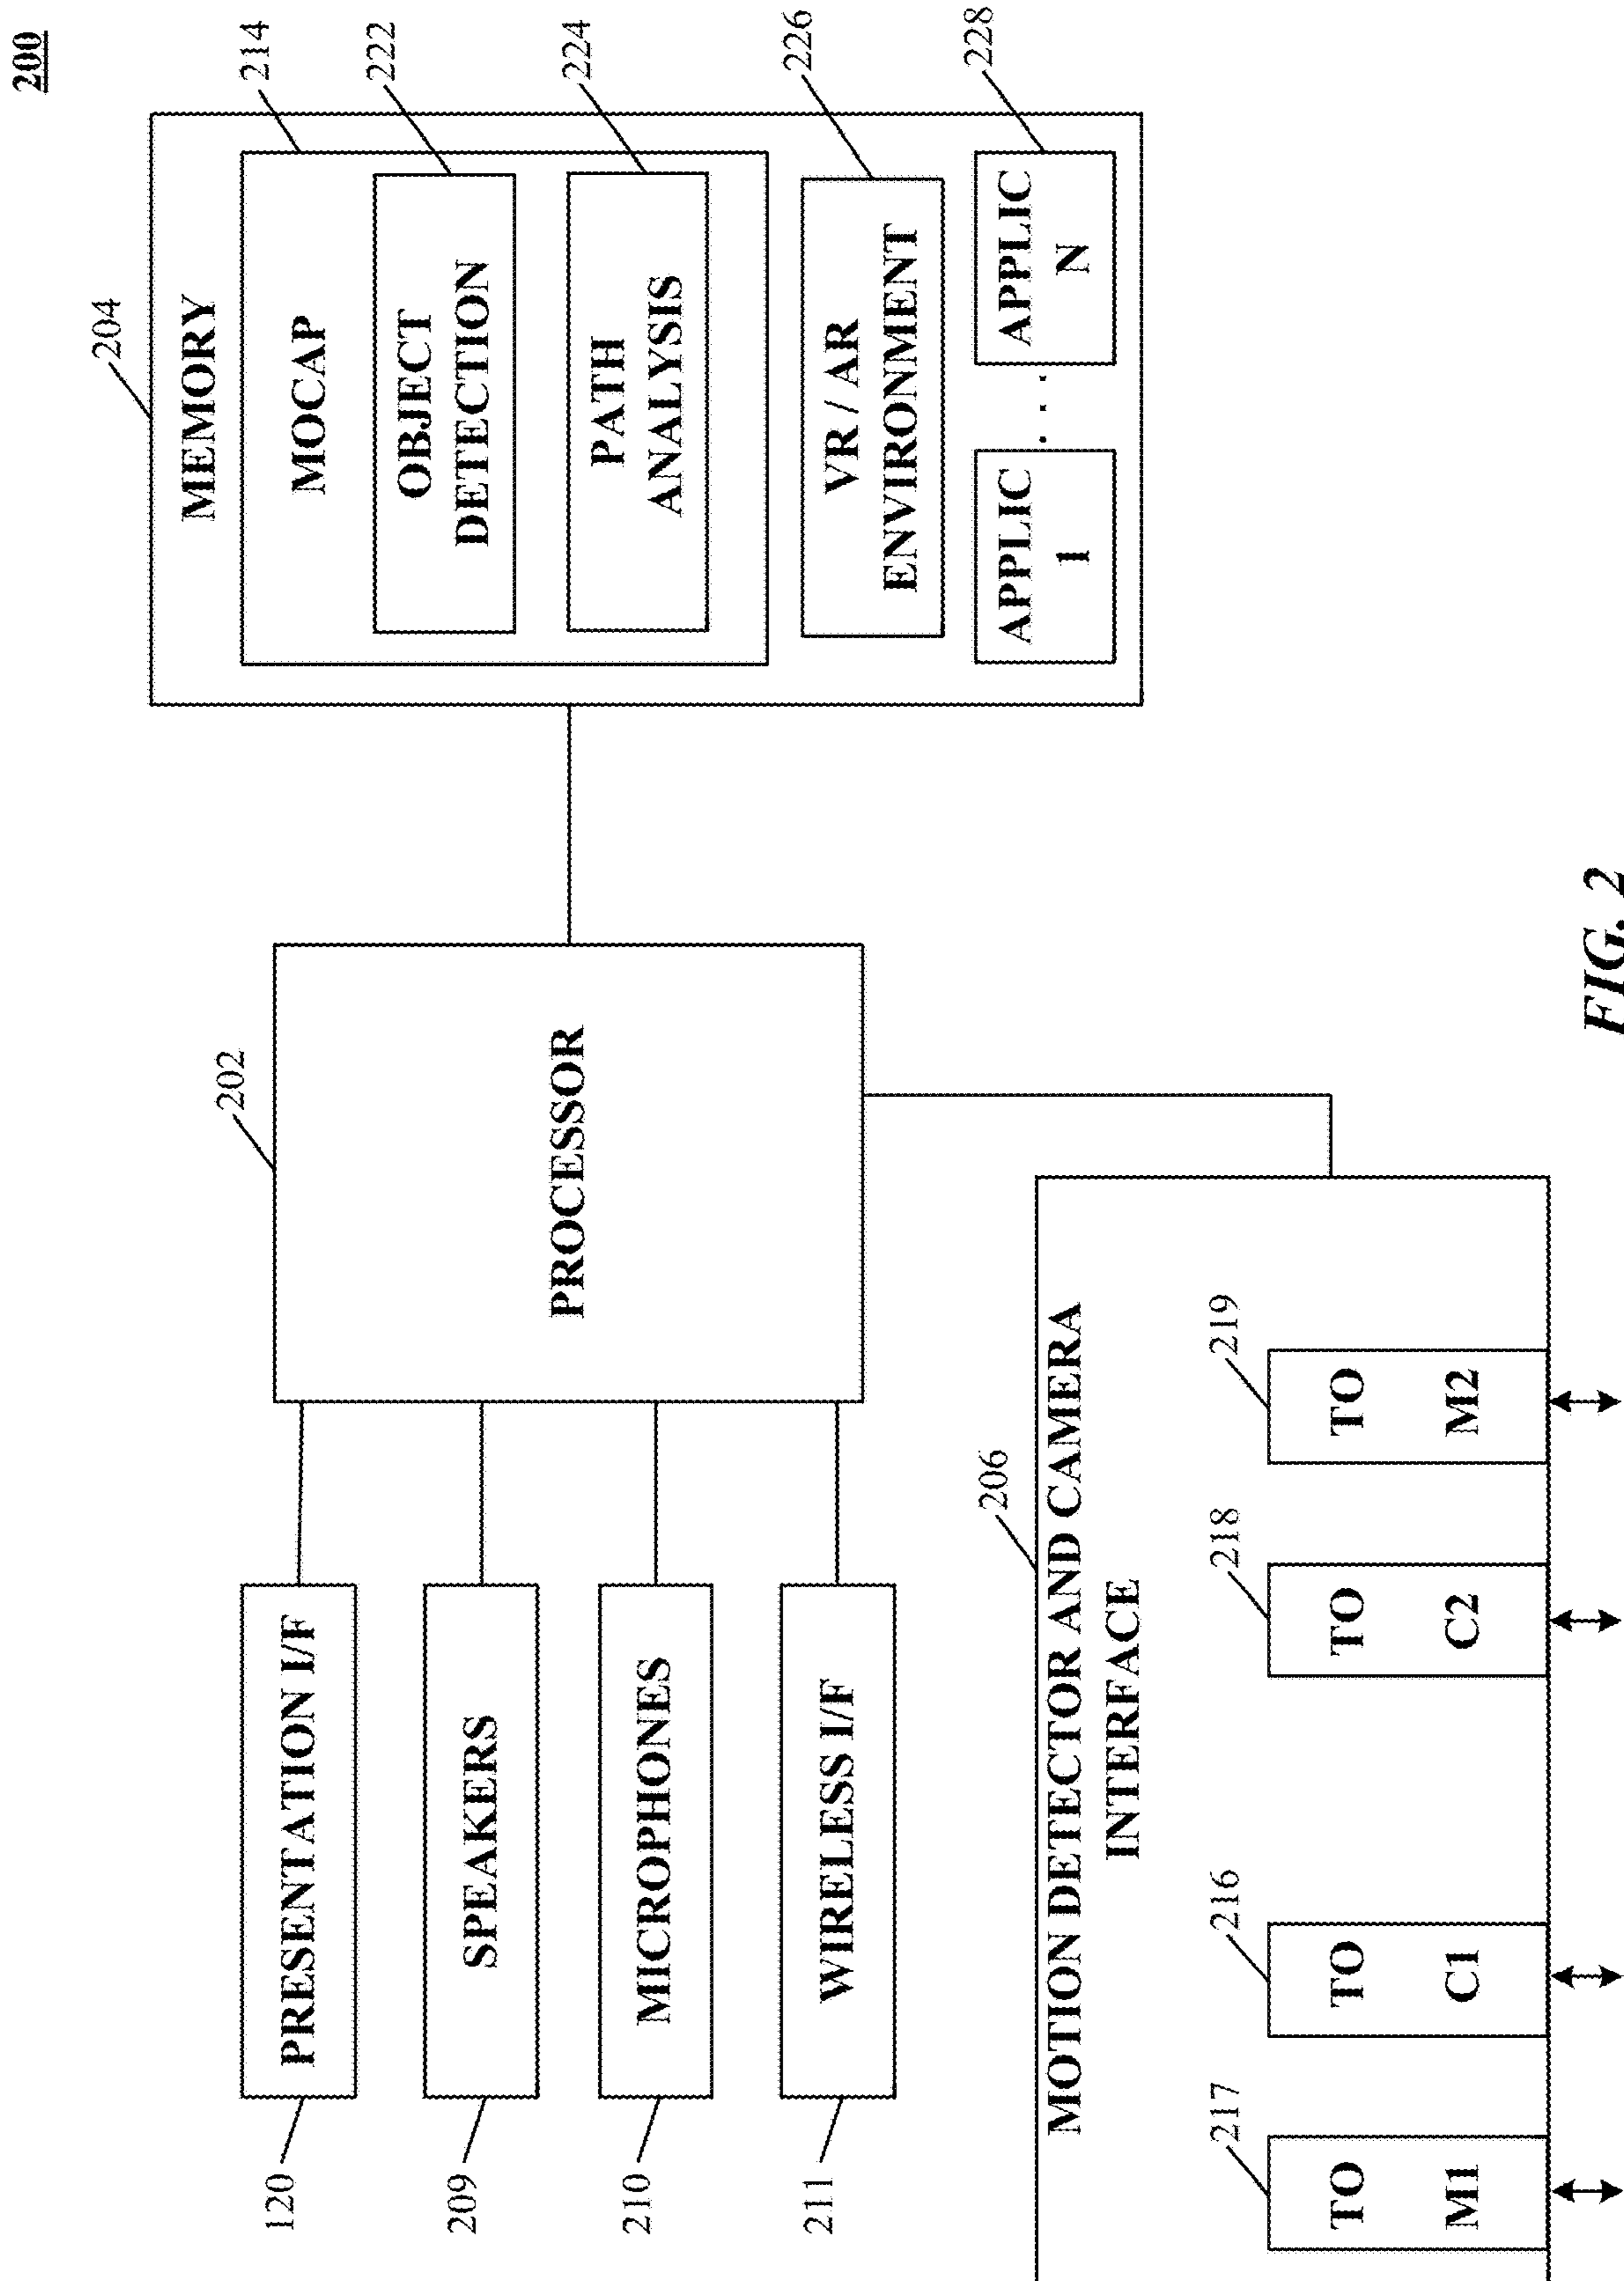 200
204
MEMORY
214
MOCAP
222
OBJECT
DETECTION
224
PATH
ANALYSIS
226
VR / AR
ENVIRONMENT
228
APPLIC
1
. . .
APPLIC
N
202
PROCESSOR
120
PRESENTATION I/F
209
SPEAKERS
210
MICROPHONES
211
WIRELESS I/F
206
MOTION DETECTOR AND CAMERA
INTERFACE
217
TO
M1
216
TO
C1
218
TO
C2
219
TO
M2
FIG. 2